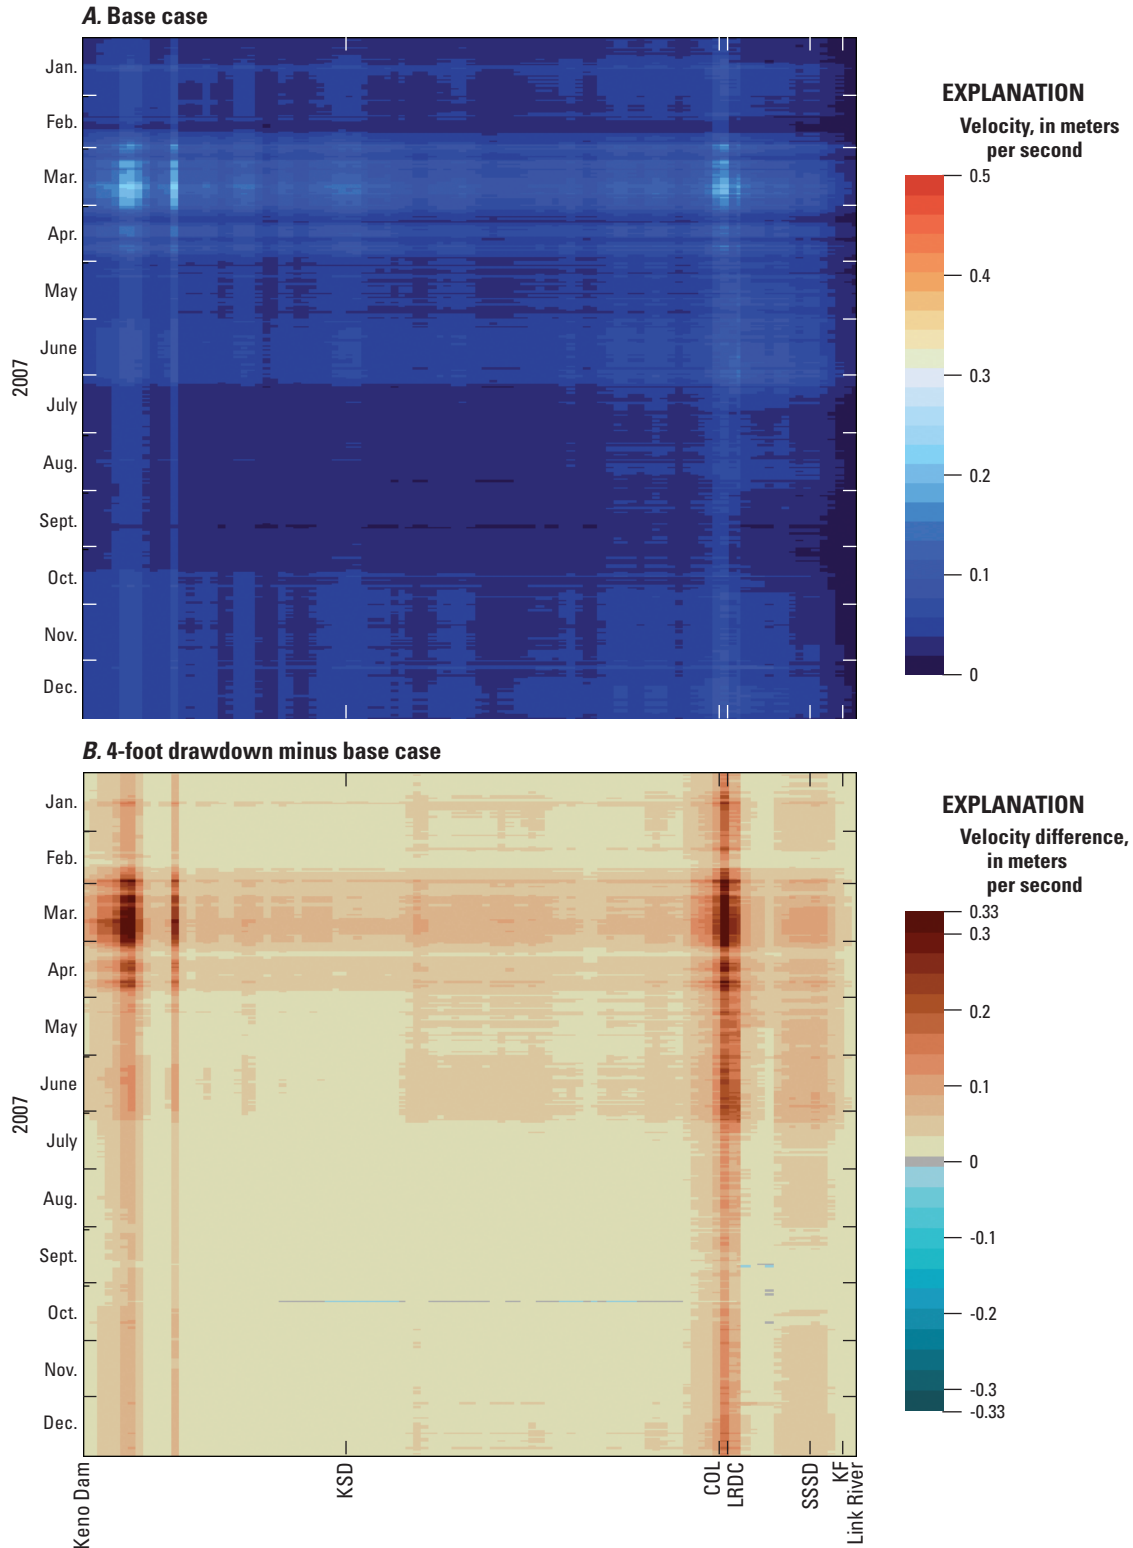 A. Base case
Jan.
Feb.
Mar.
Apr.
May
June
July
Aug.
Sept.
Oct.
Nov.
Dec.
2007
EXPLANATION
Velocity, in meters
per second
0.5
0.4
0.3
0.2
0.1
0
B. 4-foot drawdown minus base case
Jan.
Feb.
Mar.
Apr.
May
June
July
Aug.
Sept.
Oct.
Nov.
Dec.
2007
EXPLANATION
Velocity difference,
in meters
per second
0.33
0.3
0.2
0.1
0
-0.1
-0.2
-0.3
-0.33
Keno Dam
KSD
COL
LRDC
SSSD
KF
Link River